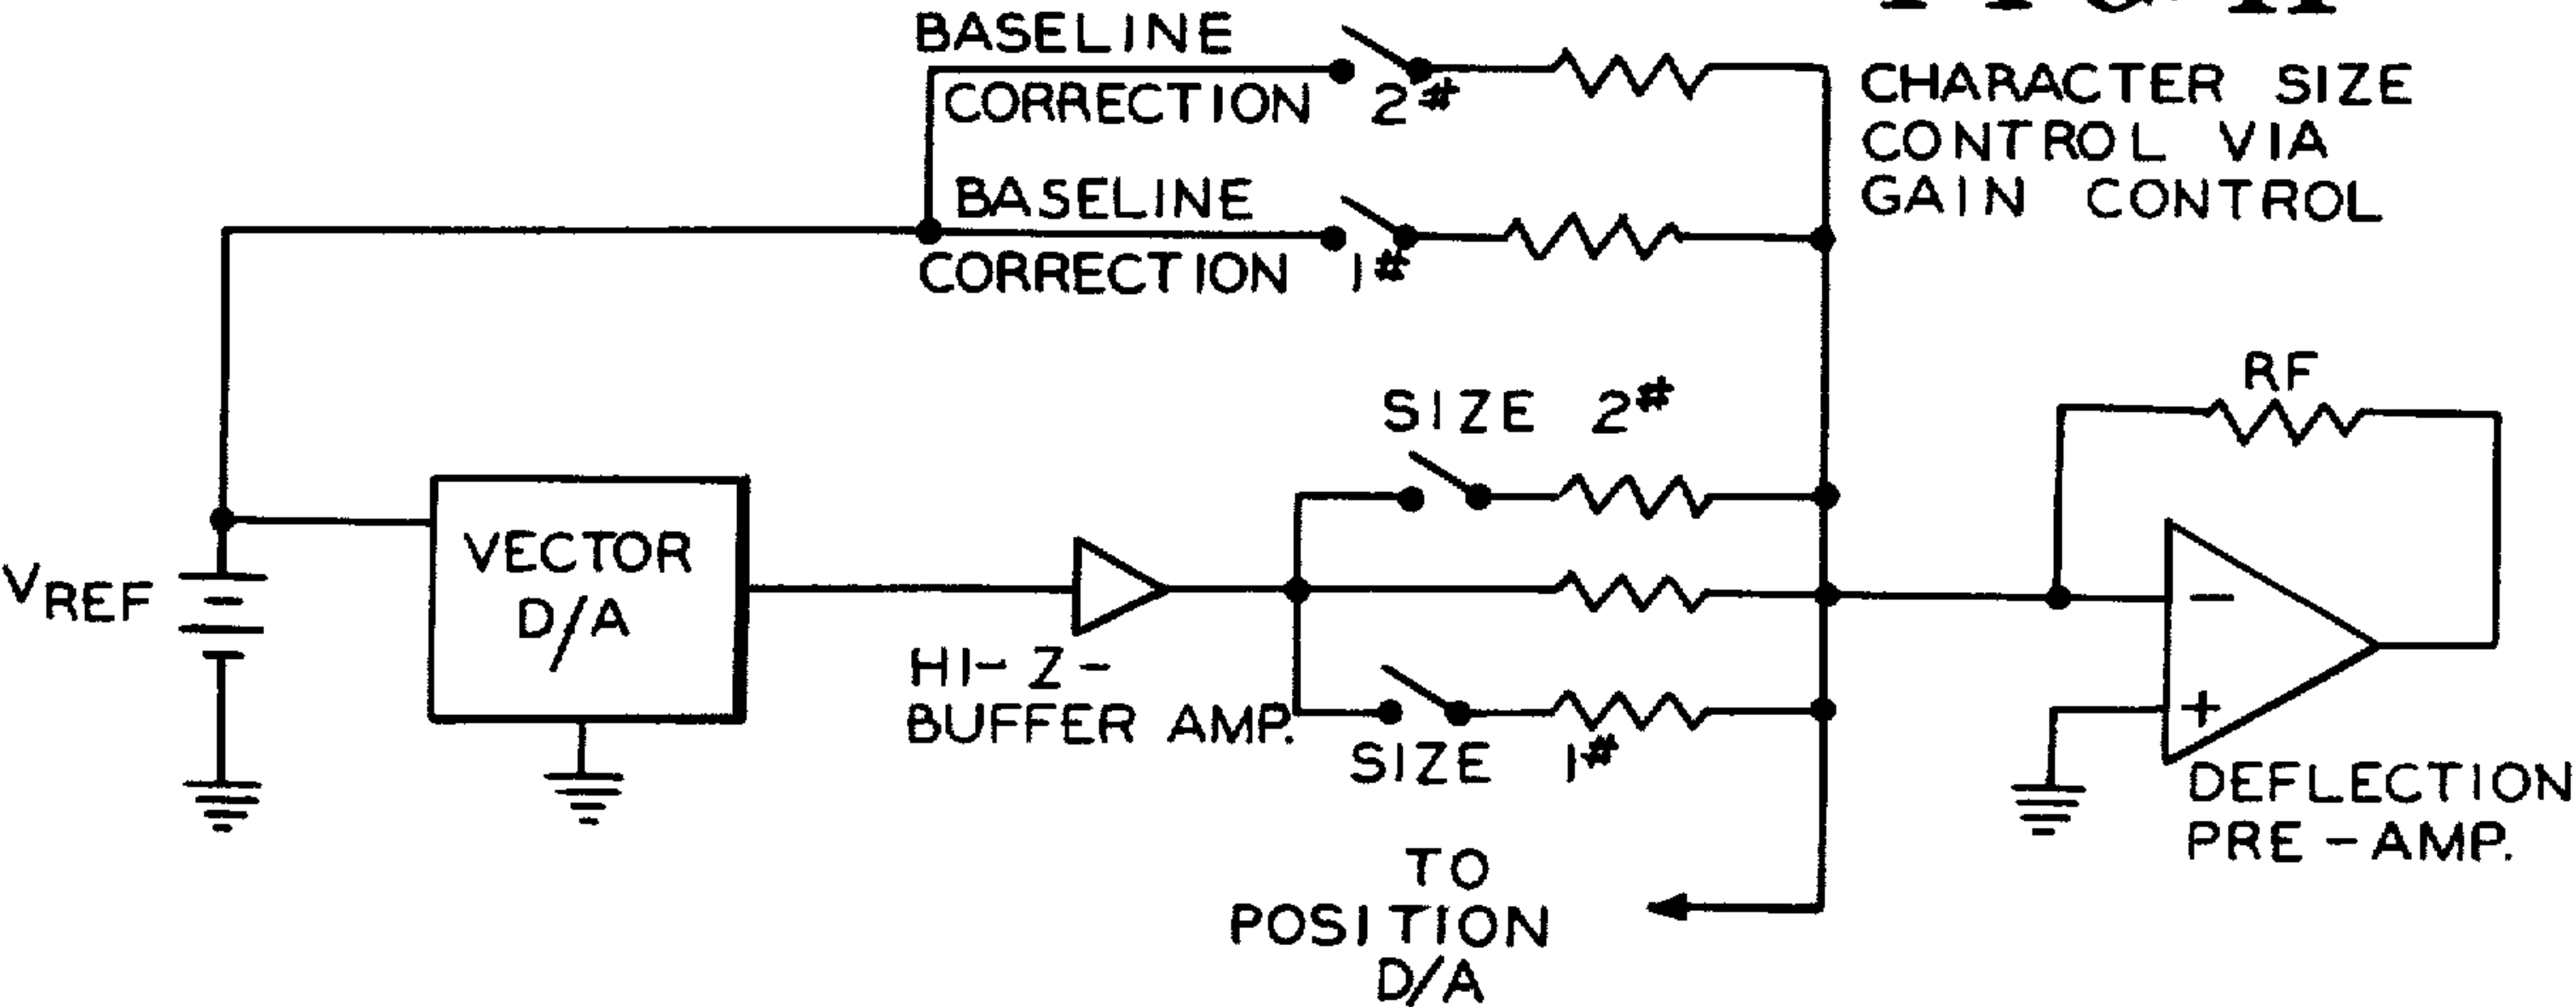 CHARACTER SIZE
CONTROL VIA
GAIN CONTROL
BASELINE
CORRECTION
2#
BASELINE
CORRECTION
1#
SIZE 2#
RF
VREF
VECTOR
D/A
HI-Z-
BUFFER AMP.
SIZE 1#
−
+
DEFLECTION
PRE-AMP.
TO
POSITION
D/A